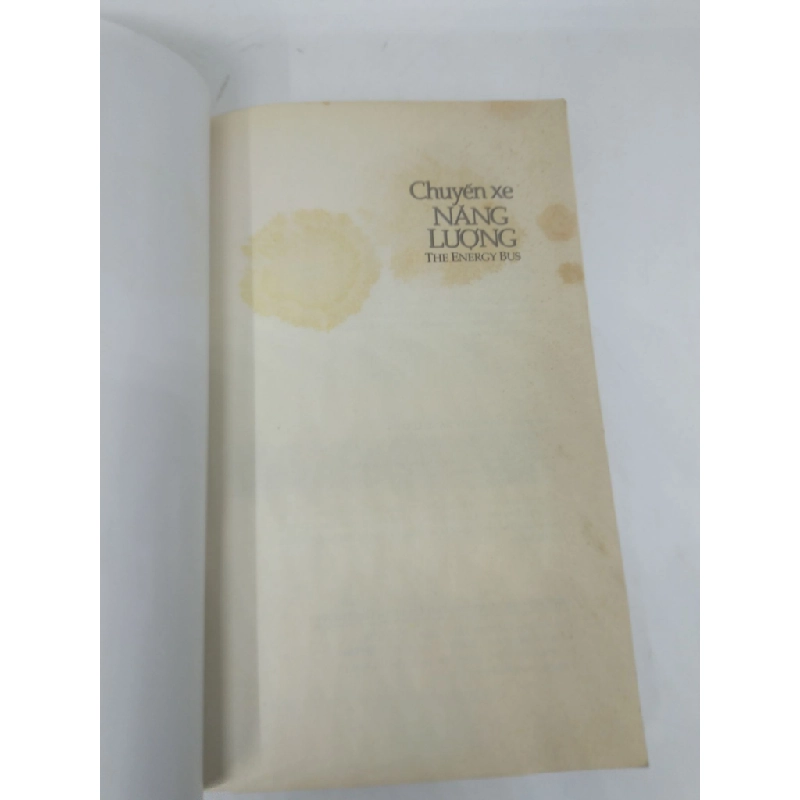 Chuyến xe
NĂNG
LƯỢNG
THE ENERGY BUS